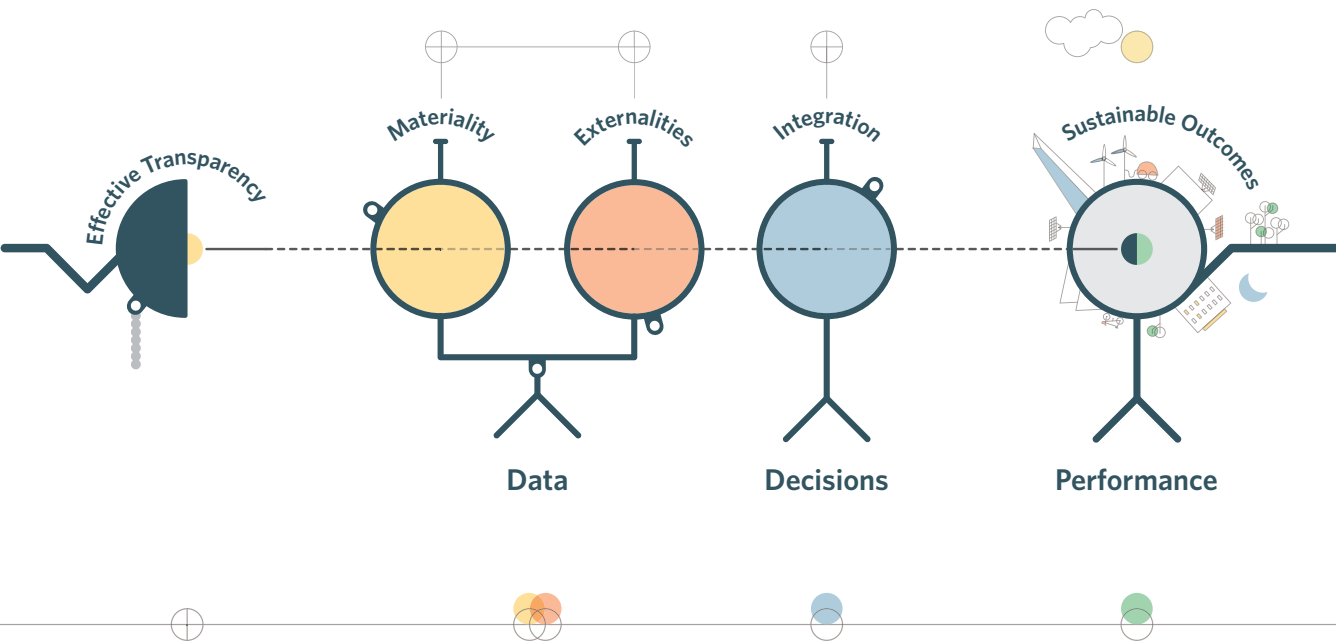 Effective Transparency
Materiality
Externalities
Integration
Sustainable Outcomes
Data
Decisions
Performance